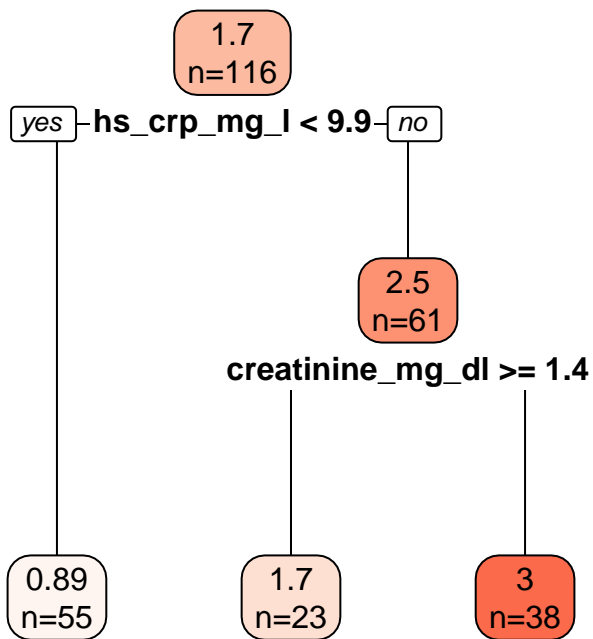 1.7
n=116
yes hs_crp_mg_l < 9.9 no
2.5
n=61
creatinine_mg_dl >= 1.4
0.89
n=55
1.7
n=23
3
n=38